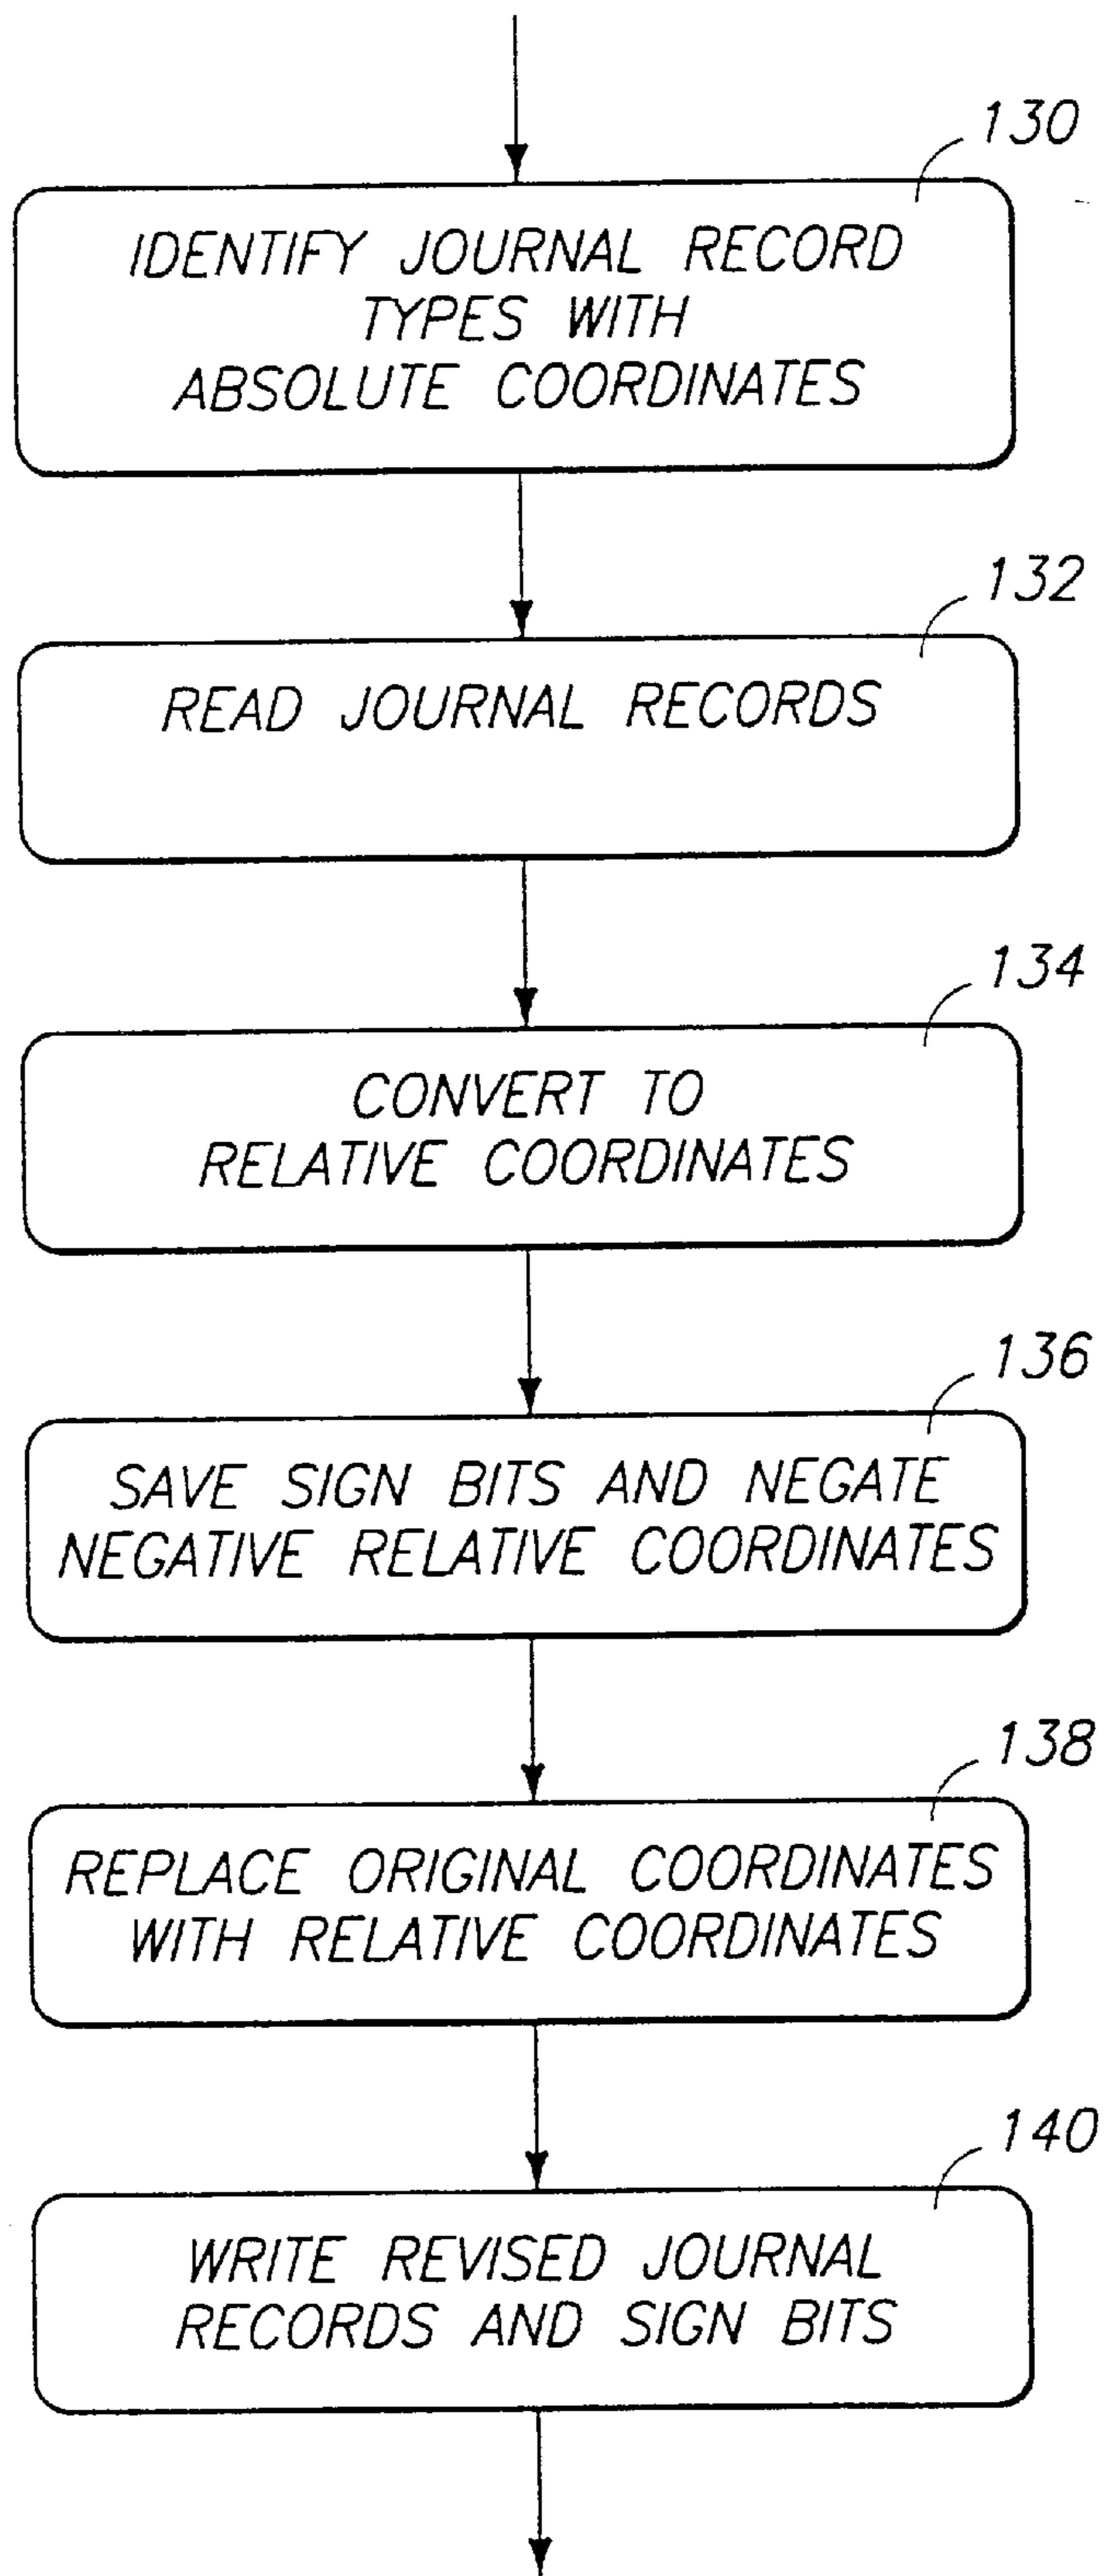 130
IDENTIFY JOURNAL RECORD
TYPES WITH
ABSOLUTE COORDINATES
132
READ JOURNAL RECORDS
134
CONVERT TO
RELATIVE COORDINATES
136
SAVE SIGN BITS AND NEGATE
NEGATIVE RELATIVE COORDINATES
138
REPLACE ORIGINAL COORDINATES
WITH RELATIVE COORDINATES
140
WRITE REVISED JOURNAL
RECORDS AND SIGN BITS